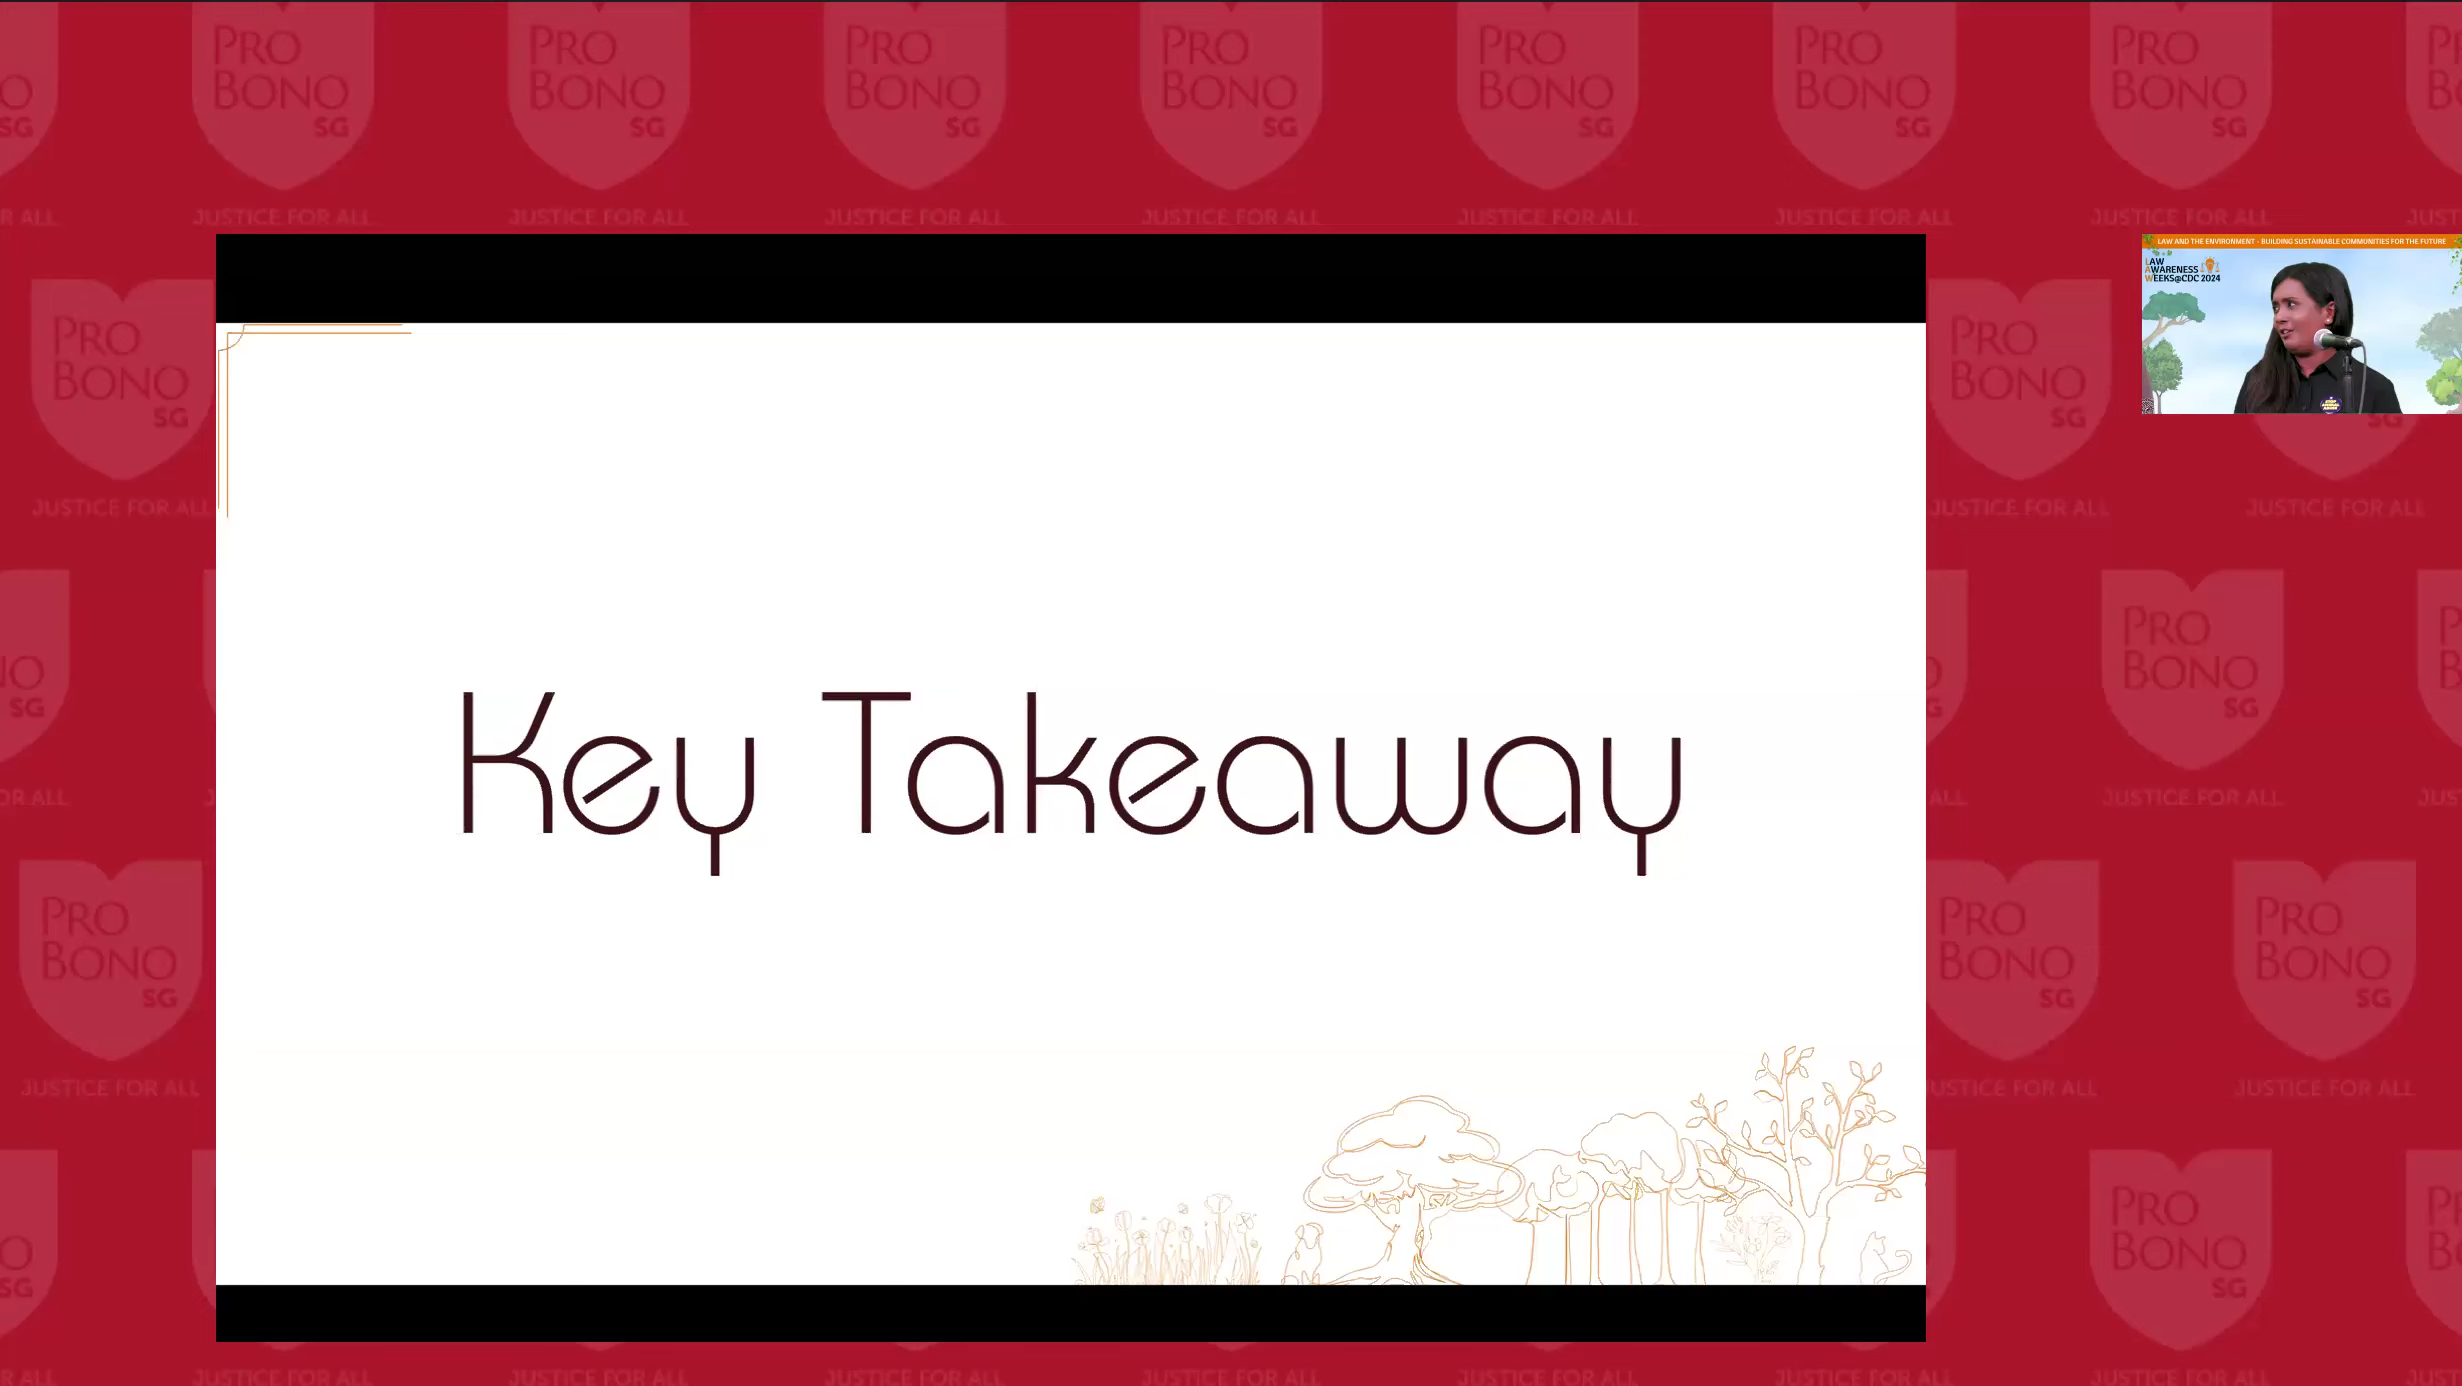 PRO
BONO
SG
JUSTICE FOR ALL
LAW AND THE ENVIRONMENT - BUILDING SUSTAINABLE COMMUNITIES FOR THE FUTURE
LAW
AWARENESS
WEEKS@CDC 2024
Key Takeaway